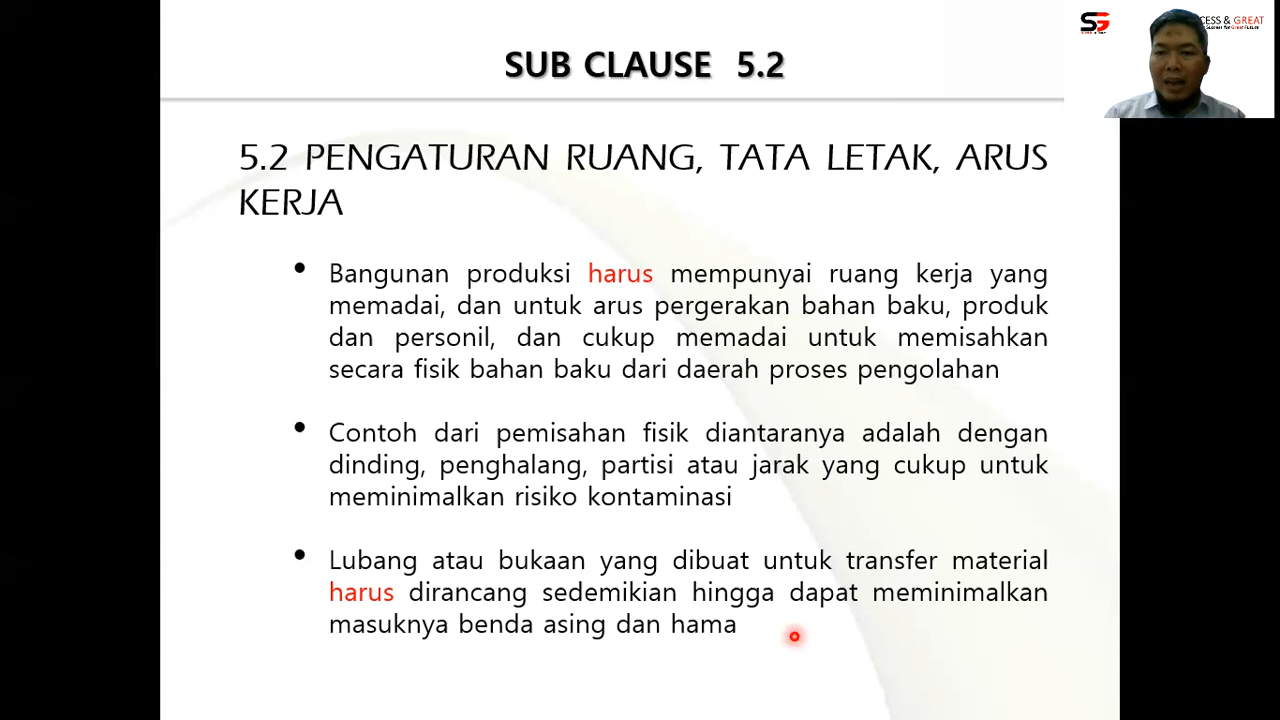 SG
CESS & GREAT
SUB CLAUSE 5.2
5.2 PENGATURAN RUANG, TATA LETAK, ARUS
KERJA
• Bangunan produksi harus mempunyai ruang kerja yang
memadai, dan untuk arus pergerakan bahan baku, produk
dan personil, dan cukup memadai untuk memisahkan
secara fisik bahan baku dari daerah proses pengolahan
• Contoh dari pemisahan fisik diantaranya adalah dengan
dinding, penghalang, partisi atau jarak yang cukup untuk
meminimalkan risiko kontaminasi
• Lubang atau bukaan yang dibuat untuk transfer material
harus dirancang sedemikian hingga dapat meminimalkan
masuknya benda asing dan hama